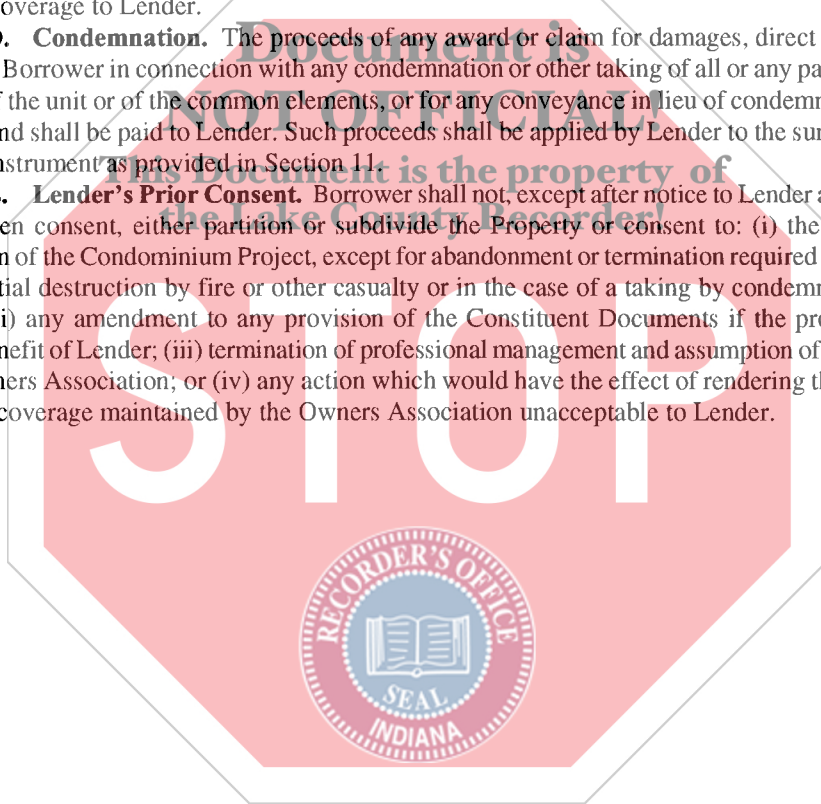 overage to Lender.
Condemnation. The proceeds of any award or claim for damages, direct
Borrower in connection with any condemnation or other taking of all or any pa
the unit or of the common elements, or for any conveyance in lieu of condemn
nd shall be paid to Lender. Such proceeds shall be applied by Lender to the sur
nstrument as provided in Section 11.
Lender's Prior Consent. Borrower shall not, except after notice to Lender a
en consent, either partition or subdivide the Property or consent to: (i) the
n of the Condominium Project, except for abandonment or termination required
tial destruction by fire or other casualty or in the case of a taking by condemn
i) any amendment to any provision of the Constituent Documents if the pro
nefit of Lender; (iii) termination of professional management and assumption of
ners Association; or (iv) any action which would have the effect of rendering th
coverage maintained by the Owners Association unacceptable to Lender.
Document is
NOT OFFICIAL!
This Document is the property of
the Lake County Recorder!
STOP
RECORDER'S OFFICE
SEAL
INDIANA